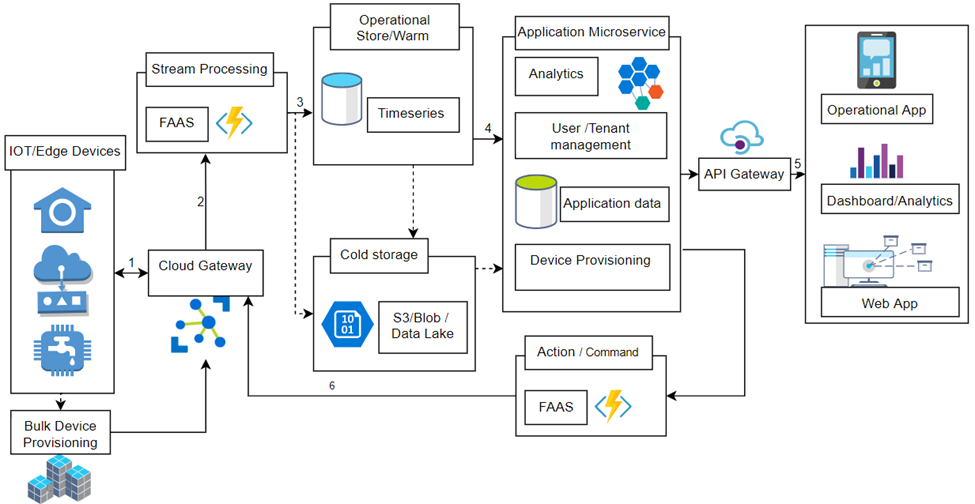 IOT/Edge Devices
Bulk Device
Provisioning
1
Cloud Gateway
2
Stream Processing
FAAS
3
Operational
Store/Warm
Timeseries
Cold storage
10
01
S3/Blob /
Data Lake
4
Application Microservice
Analytics
User /Tenant
management
Application data
Device Provisioning
Action / Command
FAAS
6
API Gateway
5
Operational App
Dashboard/Analytics
Web App